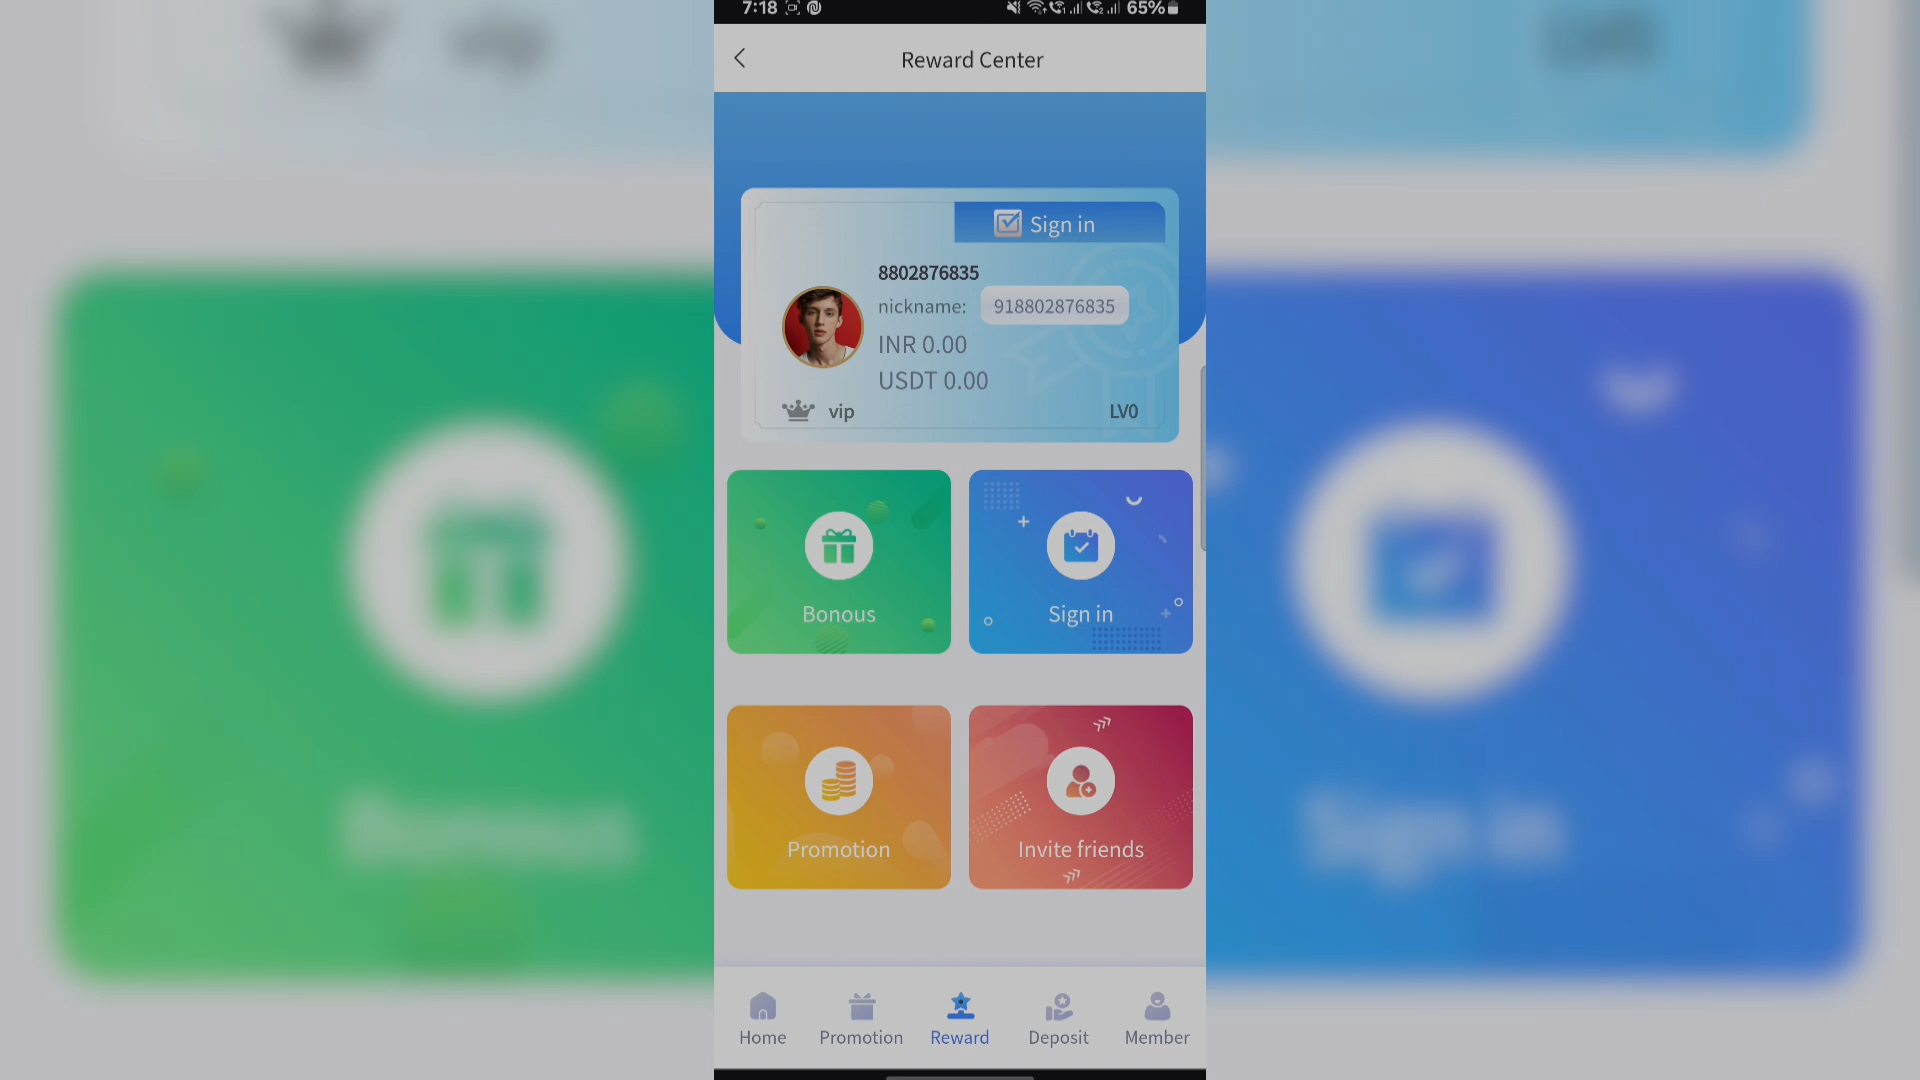 7:18
65%
Reward Center
Sign in
8802876835
nickname: 918802876835
INR 0.00
USDT 0.00
vip
LV0
Bonous
Sign in
Promotion
Invite friends
Home
Promotion
Reward
Deposit
Member